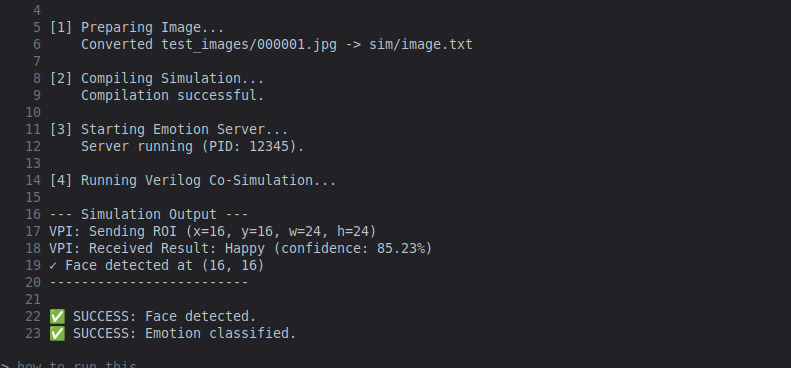 4
5 [1] Preparing Image...
6     Converted test_images/000001.jpg -> sim/image.txt
7
8 [2] Compiling Simulation...
9     Compilation successful.
10
11 [3] Starting Emotion Server...
12     Server running (PID: 12345).
13
14 [4] Running Verilog Co-Simulation...
15
16 --- Simulation Output ---
17 VPI: Sending ROI (x=16, y=16, w=24, h=24)
18 VPI: Received Result: Happy (confidence: 85.23%)
19 ✓ Face detected at (16, 16)
20 -------------------------
21
22 ✅ SUCCESS: Face detected.
23 ✅ SUCCESS: Emotion classified.
> how to run this